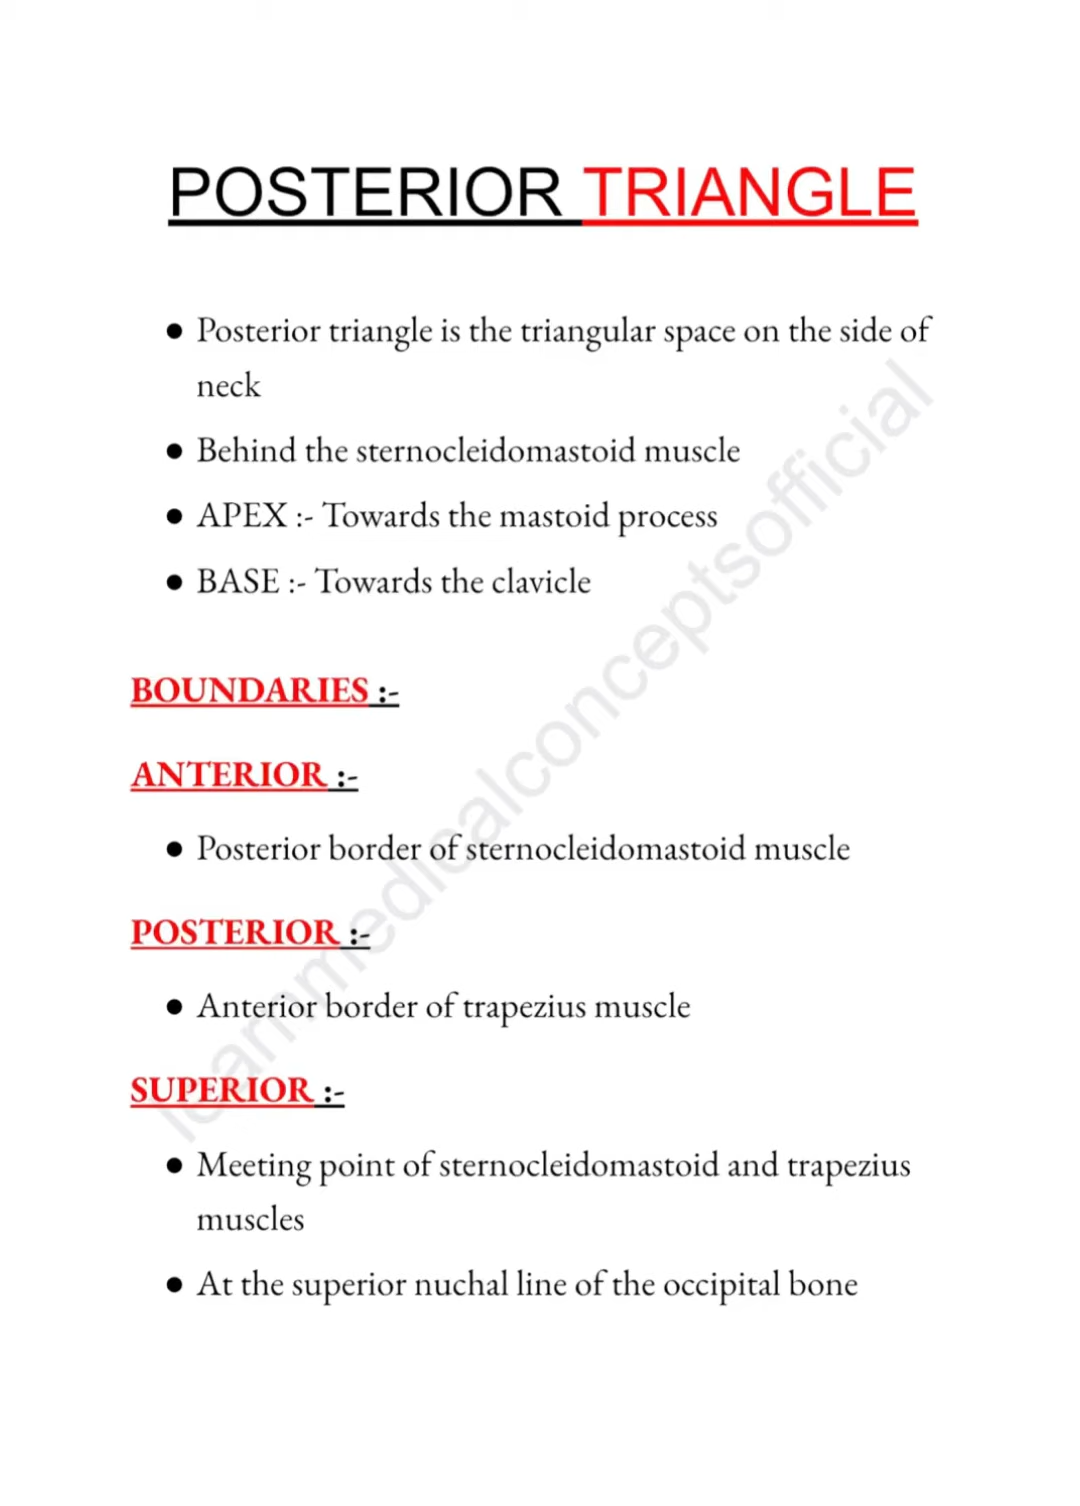 POSTERIOR TRIANGLE
● Posterior triangle is the triangular space on the side of
neck
● Behind the sternocleidomastoid muscle
● APEX :- Towards the mastoid process
● BASE :- Towards the clavicle
BOUNDARIES :-
ANTERIOR :-
● Posterior border of sternocleidomastoid muscle
POSTERIOR :-
● Anterior border of trapezius muscle
SUPERIOR :-
● Meeting point of sternocleidomastoid and trapezius
muscles
● At the superior nuchal line of the occipital bone
learnmedicalconceptsofficial